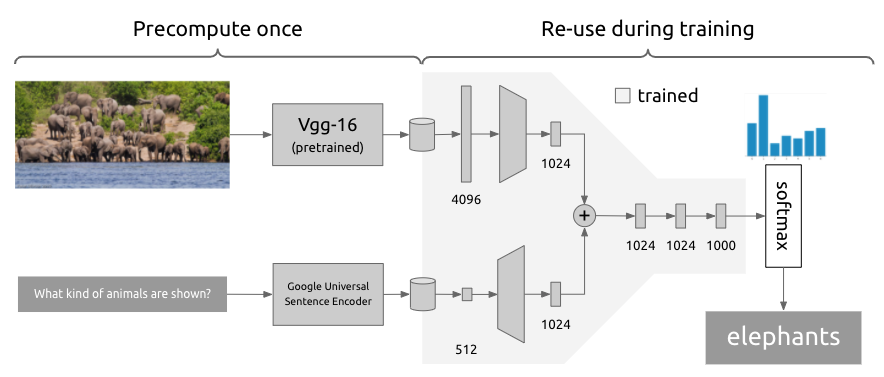 Precompute once
Re-use during training
trained
Vgg-16
(pretrained)
4096
1024
+
1024
1024
1000
softmax
What kind of animals are shown?
Google Universal
Sentence Encoder
512
1024
elephants